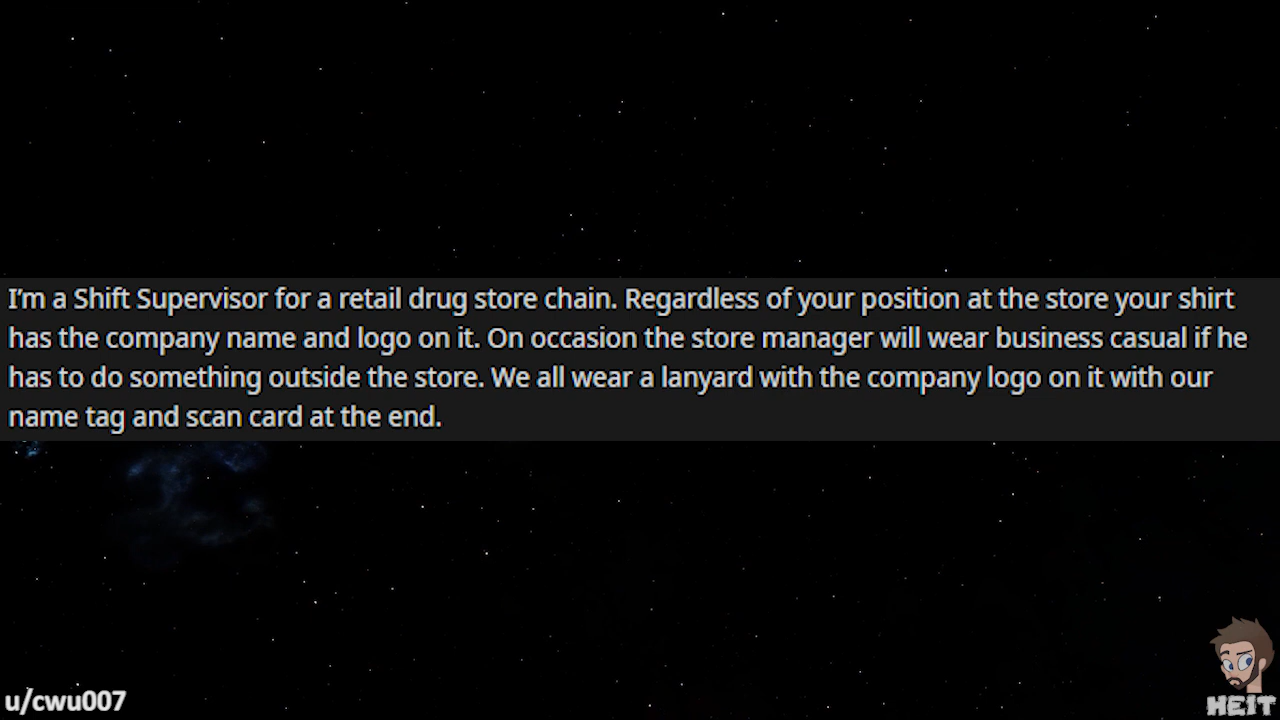 I’m a Shift Supervisor for a retail drug store chain. Regardless of your position at the store your shirt
has the company name and logo on it. On occasion the store manager will wear business casual if he
has to do something outside the store. We all wear a lanyard with the company logo on it with our
name tag and scan card at the end.
u/cwu007
HEIT